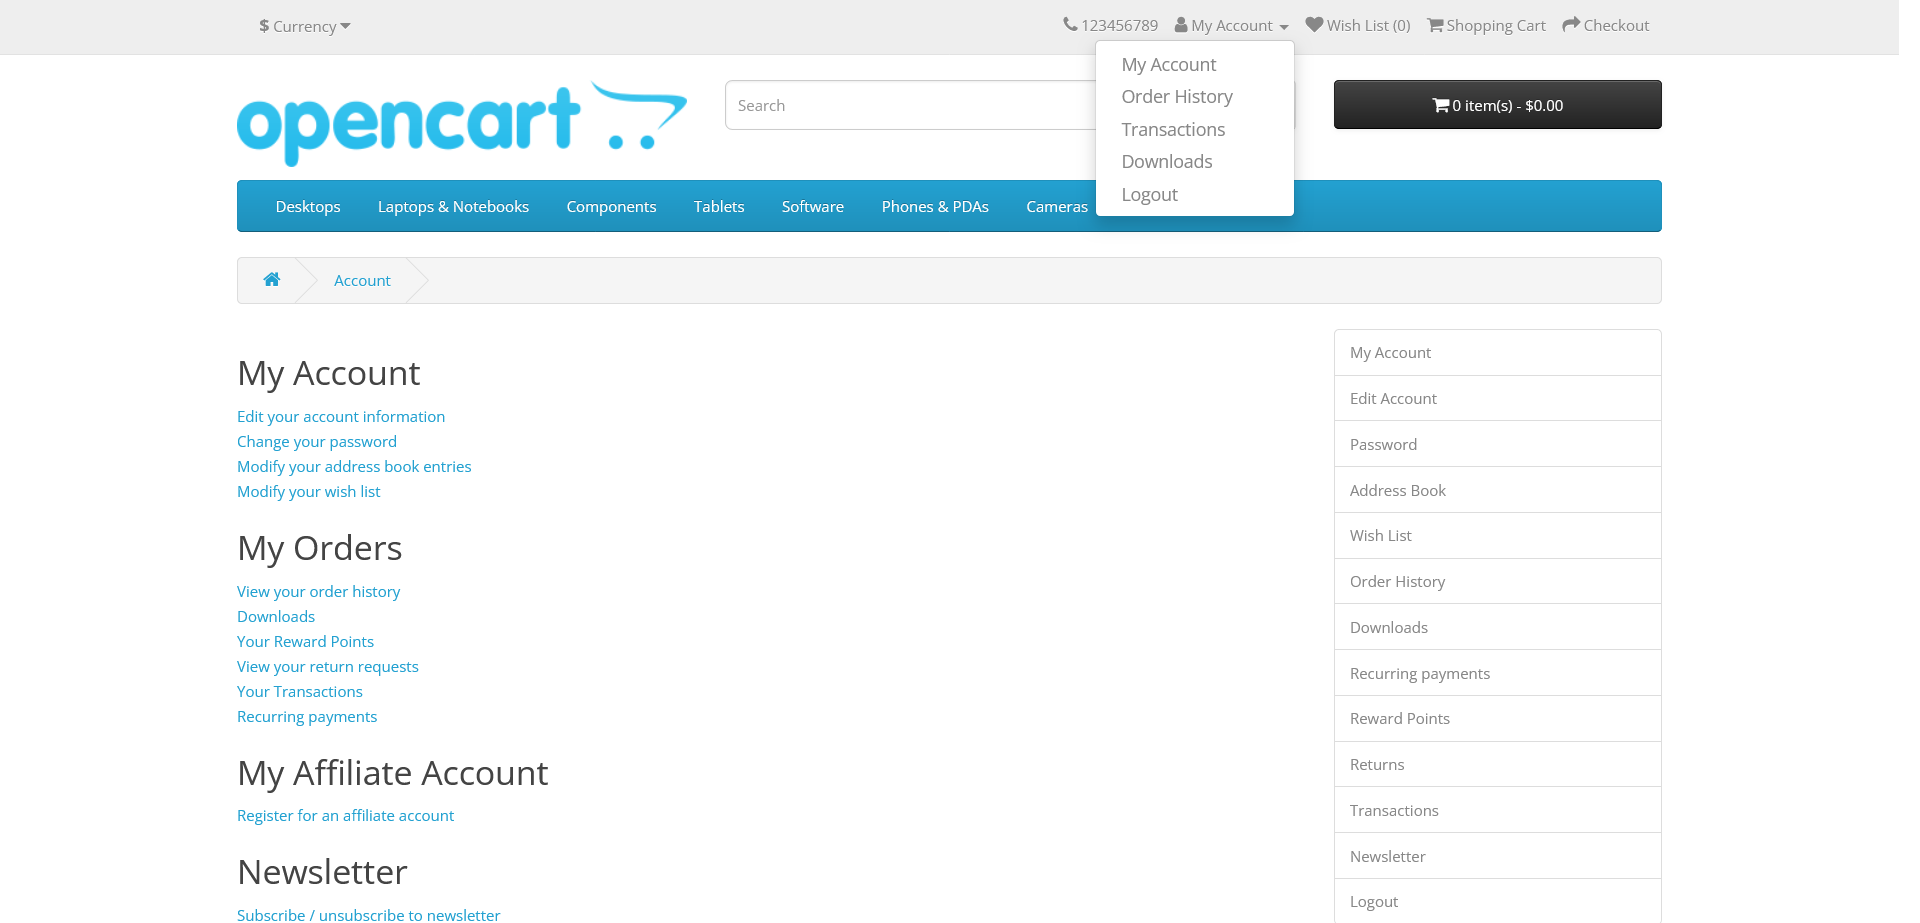 $ Currency
123456789 My Account Wish List (0) Shopping Cart Checkout
My Account
Order History
Transactions
Downloads
Logout
opencart
Search
0 item(s) - $0.00
Desktops Laptops & Notebooks Components Tablets Software Phones & PDAs Cameras
Account
My Account
Edit your account information
Change your password
Modify your address book entries
Modify your wish list
My Orders
View your order history
Downloads
Your Reward Points
View your return requests
Your Transactions
Recurring payments
My Affiliate Account
Register for an affiliate account
Newsletter
Subscribe / unsubscribe to newsletter
My Account
Edit Account
Password
Address Book
Wish List
Order History
Downloads
Recurring payments
Reward Points
Returns
Transactions
Newsletter
Logout